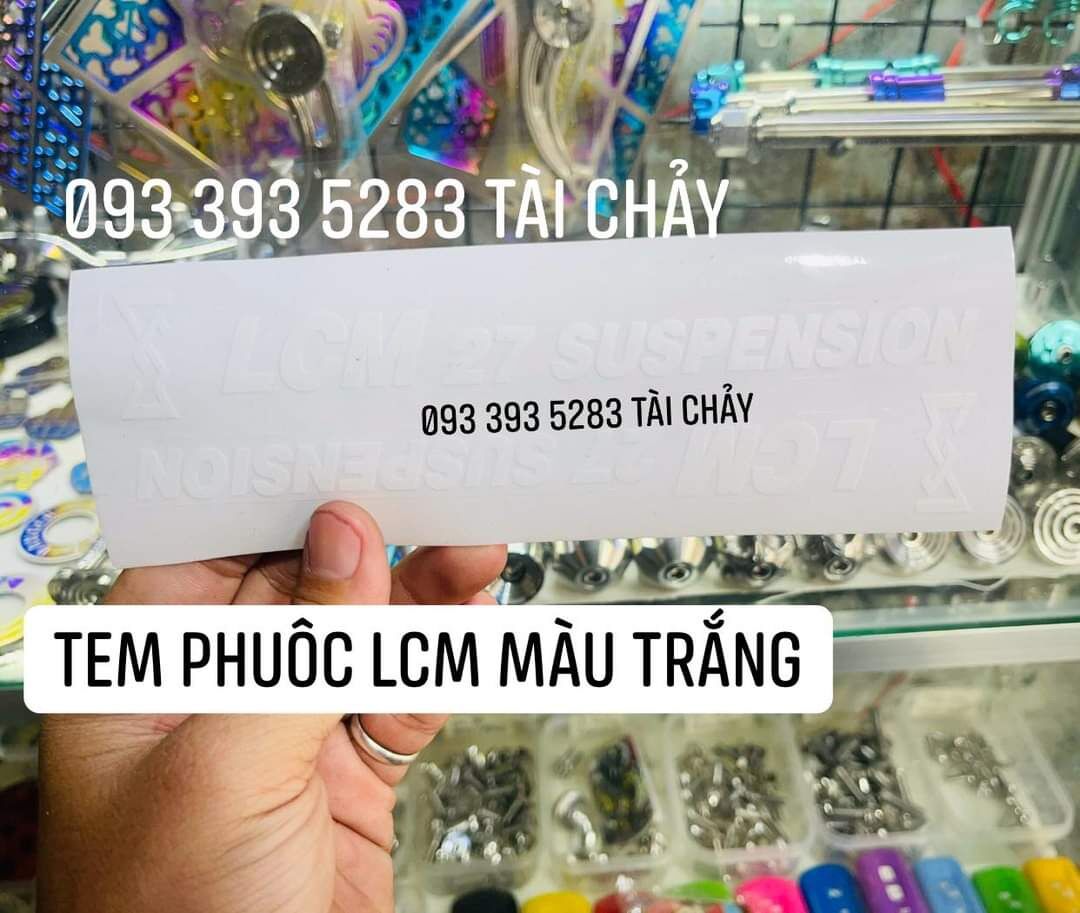 093 393 5283 TÀI CHẢY
LCM 27 SUSPENSION
093 393 5283 TÀI CHẢY
LCM 27 SUSPENSION
TEM PHUÔC LCM MÀU TRẮNG